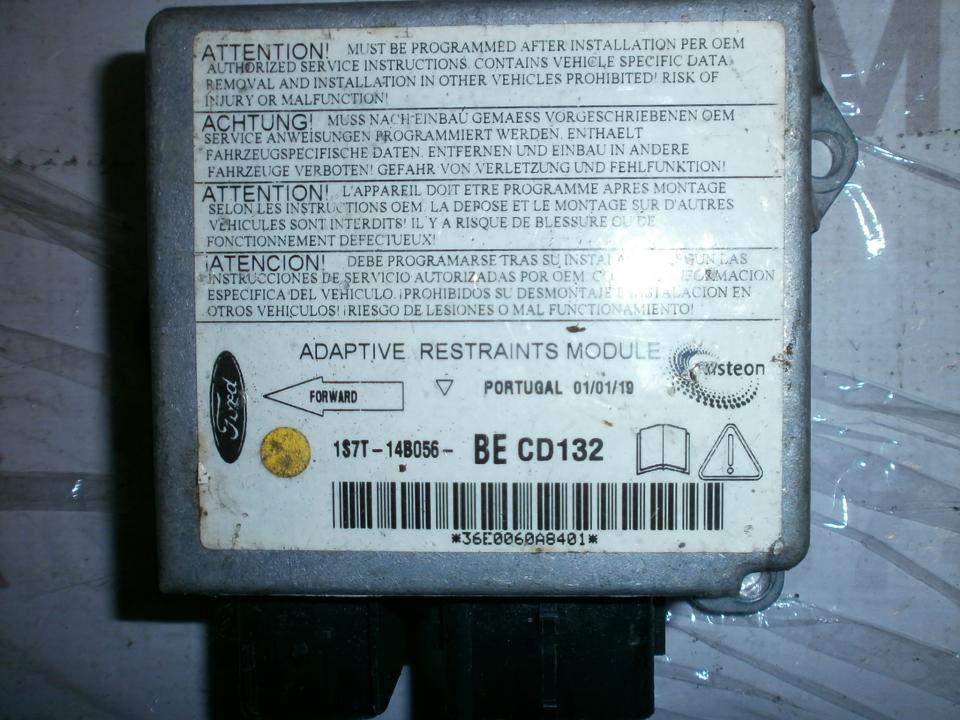 ATTENTION! MUST BE PROGRAMMED AFTER INSTALLATION PER OEM
AUTHORIZED SERVICE INSTRUCTIONS. CONTAINS VEHICLE SPECIFIC DATA
REMOVAL AND INSTALLATION IN OTHER VEHICLES PROHIBITED! RISK OF
INJURY OR MALFUNCTION!
ACHTUNG! MUSS NACH EINBAU GEMAESS VORGESCHRIEBENEN OEM
SERVICE ANWEISUNGEN PROGRAMMIERT WERDEN. ENTHAELT
FAHRZEUGSPEZIFISCHE DATEN. ENTFERNEN UND EINBAU IN ANDERE
FAHRZEUGE VERBOTEN! GEFAHR VON VERLETZUNG UND FEHLFUNKTION!
ATTENTION! L'APPAREIL DOIT ETRE PROGRAMME APRES MONTAGE
SELON LES INSTRUCTIONS OEM. LA DEPOSE ET LE MONTAGE SUR D'AUTRES
VEHICULES SONT INTERDITS! IL Y A RISQUE DE BLESSURE OU DE
FONCTIONNEMENT DEFECTUEUX!
¡ATENCION! DEBE PROGRAMARSE TRAS SU LAS
INSTRUCCIONES DE SERVICIO AUTORIZADAS POR OEM.
ESPECIFICA DEL VEHICULO. ¡PROHIBIDOS SU DESMONTAJE E INSTALACION EN
OTROS VEHICULOS! ¡RIESGO DE LESIONES O MAL FUNCIONAMIENTO!
ADAPTIVE RESTRAINTS MODULE
Visteon
Ford
FORWARD
PORTUGAL 01/01/19
1S7T-14B056- BE CD132
*36E0060A8401*